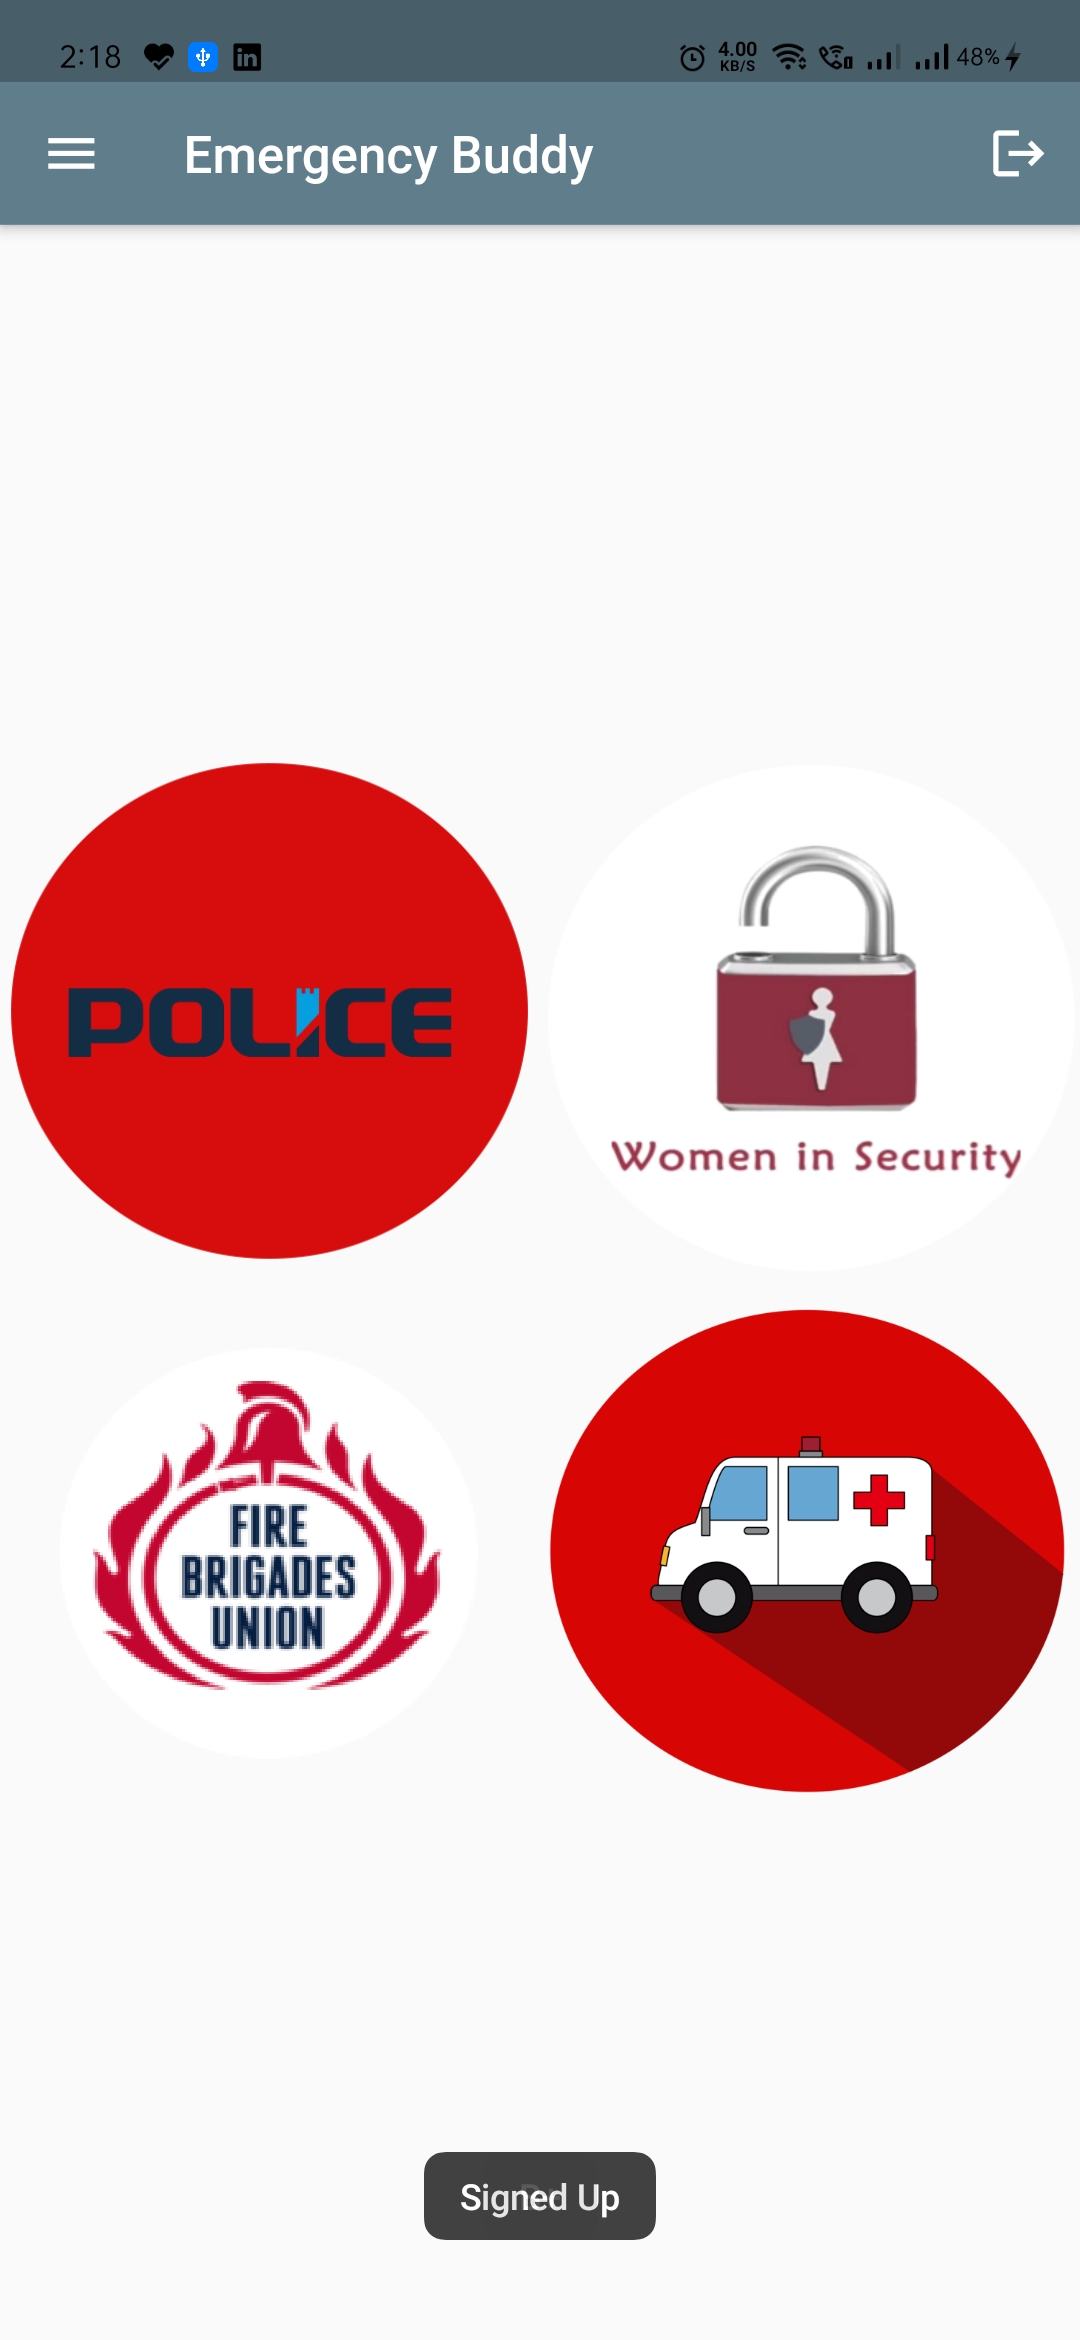 2:18
4.00
KB/S
48%
Emergency Buddy
POLICE
Women in Security
FIRE
BRIGADES
UNION
Signed Up